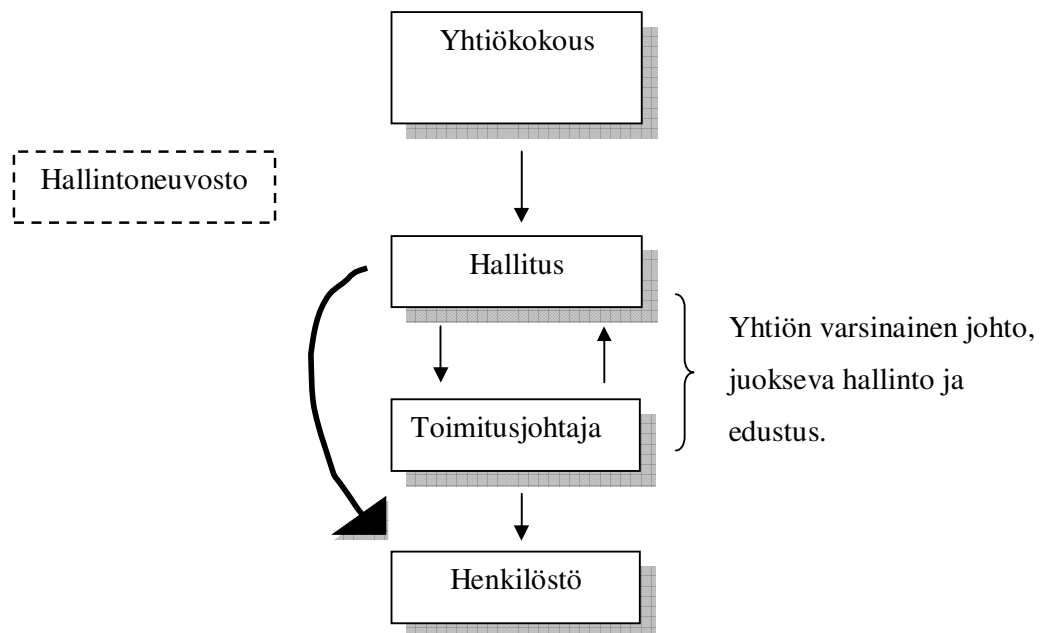 Yhtiökokous
Hallintoneuvosto
Hallitus
Yhtiön varsinainen johto,
juokseva hallinto ja
edustus.
Toimitusjohtaja
Henkilöstö